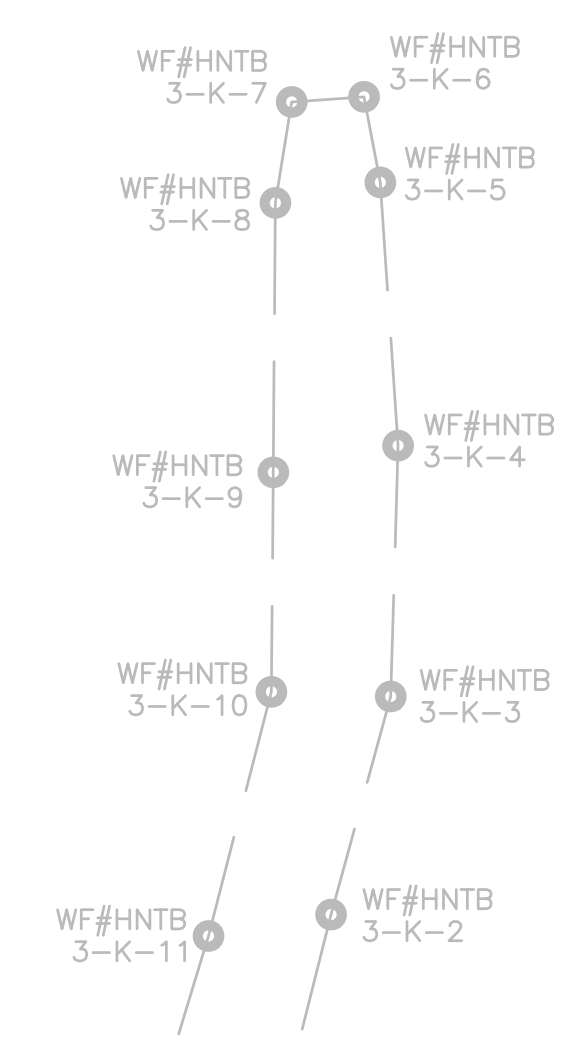 WF#HNTB
3-K-7
WF#HNTB
3-K-6
WF#HNTB
3-K-8
WF#HNTB
3-K-5
WF#HNTB
3-K-9
WF#HNTB
3-K-4
WF#HNTB
3-K-10
WF#HNTB
3-K-3
WF#HNTB
3-K-11
WF#HNTB
3-K-2